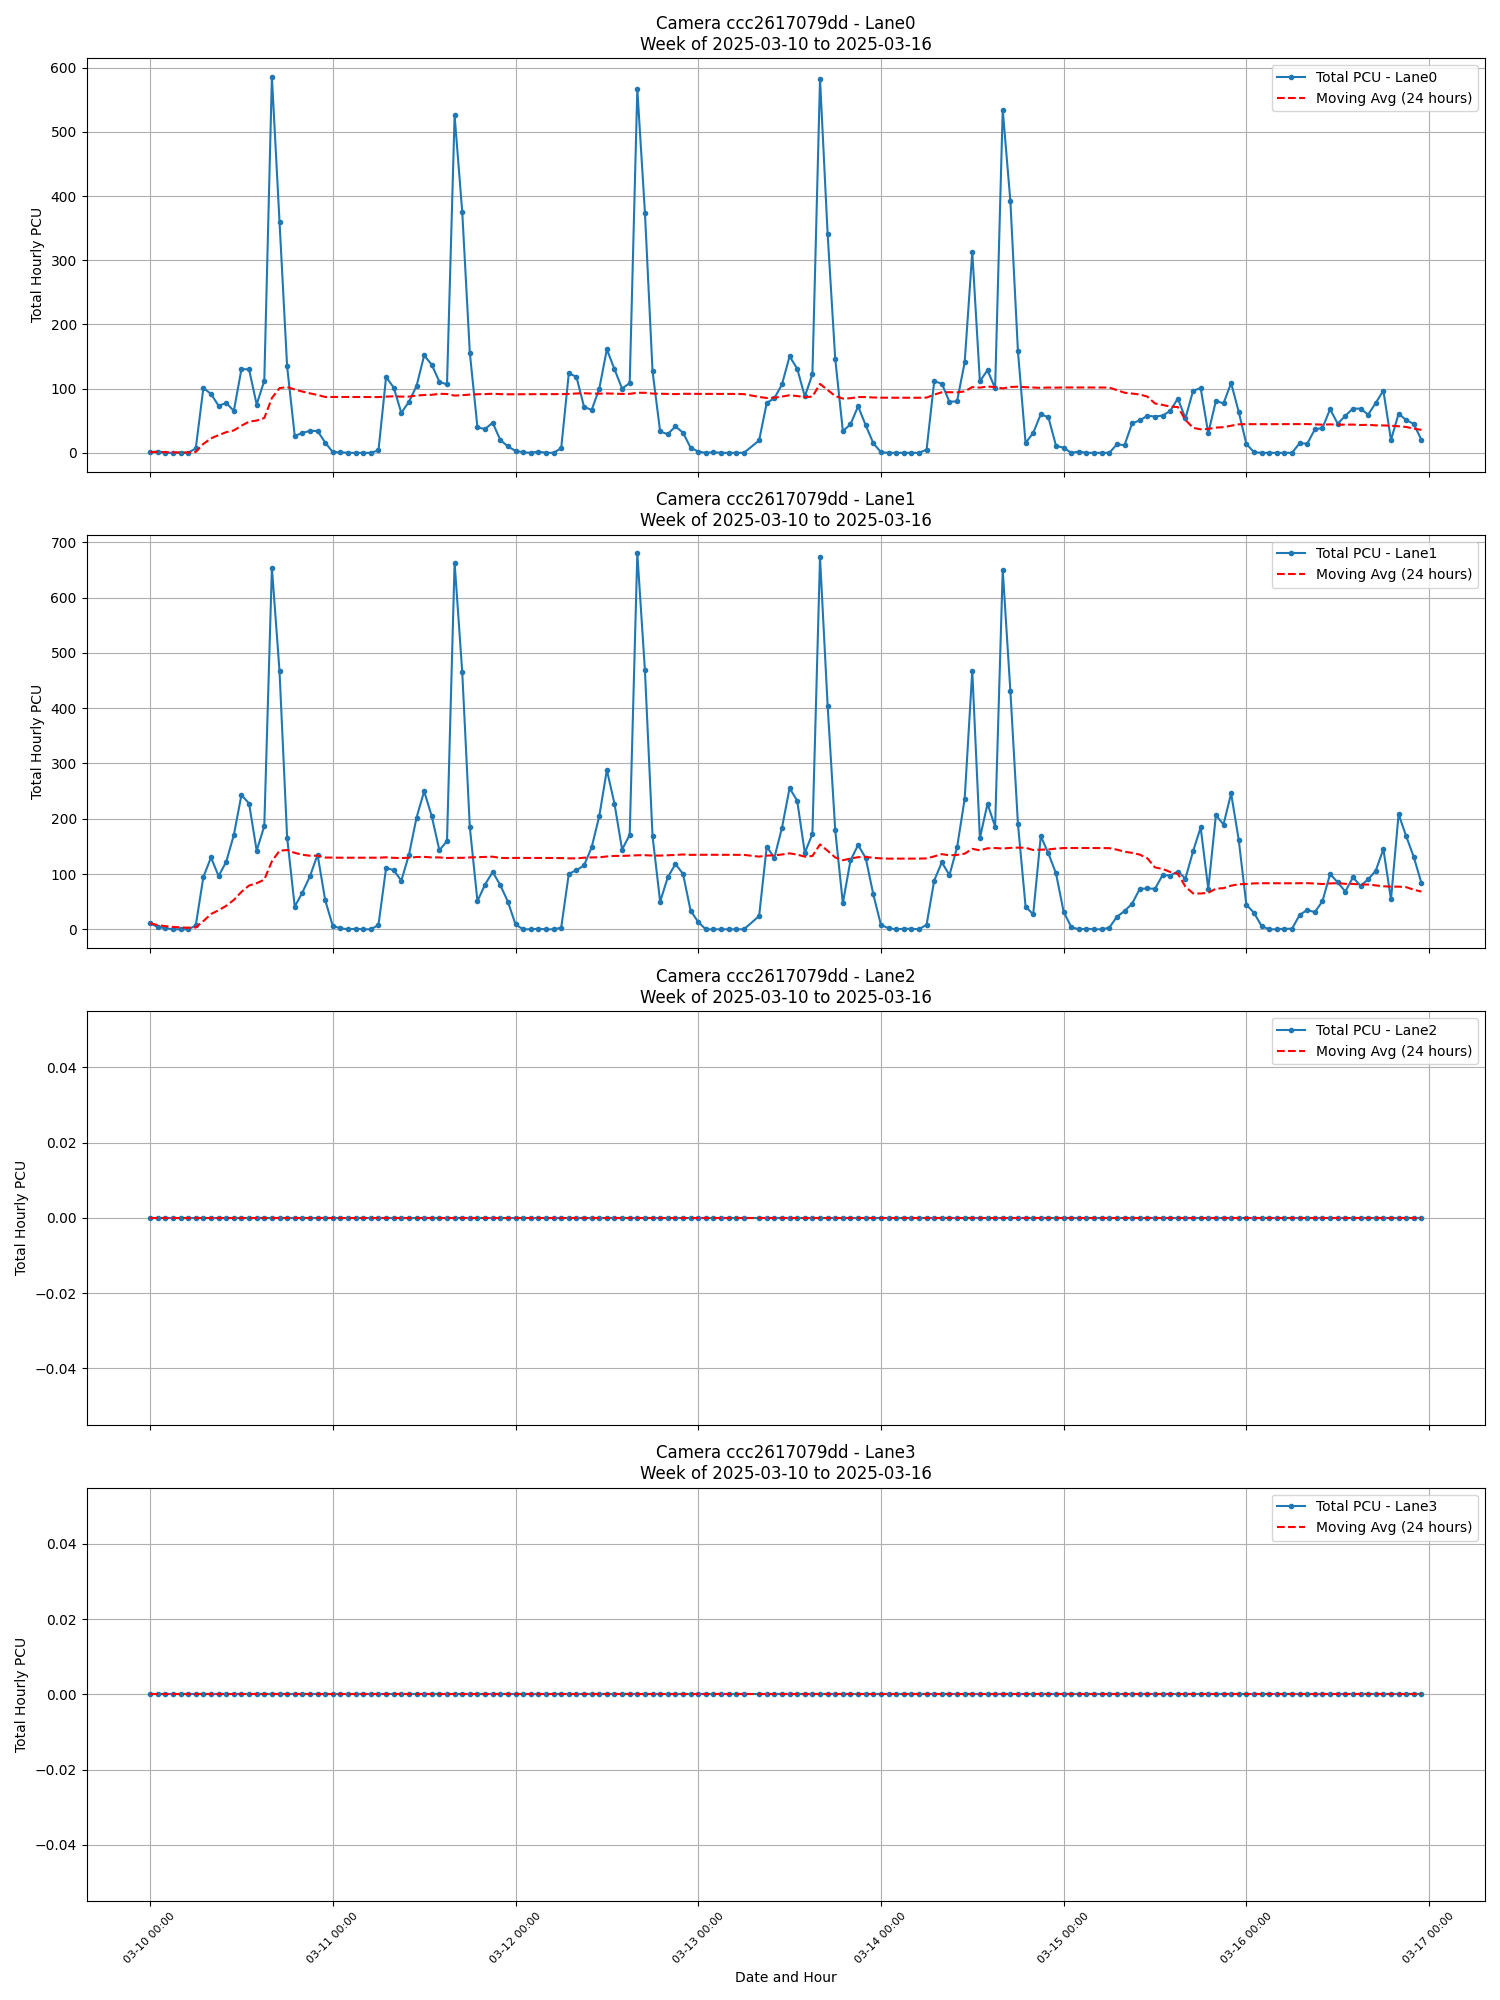 Camera ccc2617079dd - Lane0
Week of 2025-03-10 to 2025-03-16
Total PCU - Lane0
Moving Avg (24 hours)
Total Hourly PCU
600
500
400
300
200
100
0
Camera ccc2617079dd - Lane1
Week of 2025-03-10 to 2025-03-16
Total PCU - Lane1
Moving Avg (24 hours)
Total Hourly PCU
700
600
500
400
300
200
100
0
Camera ccc2617079dd - Lane2
Week of 2025-03-10 to 2025-03-16
Total PCU - Lane2
Moving Avg (24 hours)
Total Hourly PCU
0.04
0.02
0.00
−0.02
−0.04
Camera ccc2617079dd - Lane3
Week of 2025-03-10 to 2025-03-16
Total PCU - Lane3
Moving Avg (24 hours)
Total Hourly PCU
0.04
0.02
0.00
−0.02
−0.04
03-10 00:00
03-11 00:00
03-12 00:00
03-13 00:00
03-14 00:00
03-15 00:00
03-16 00:00
03-17 00:00
Date and Hour